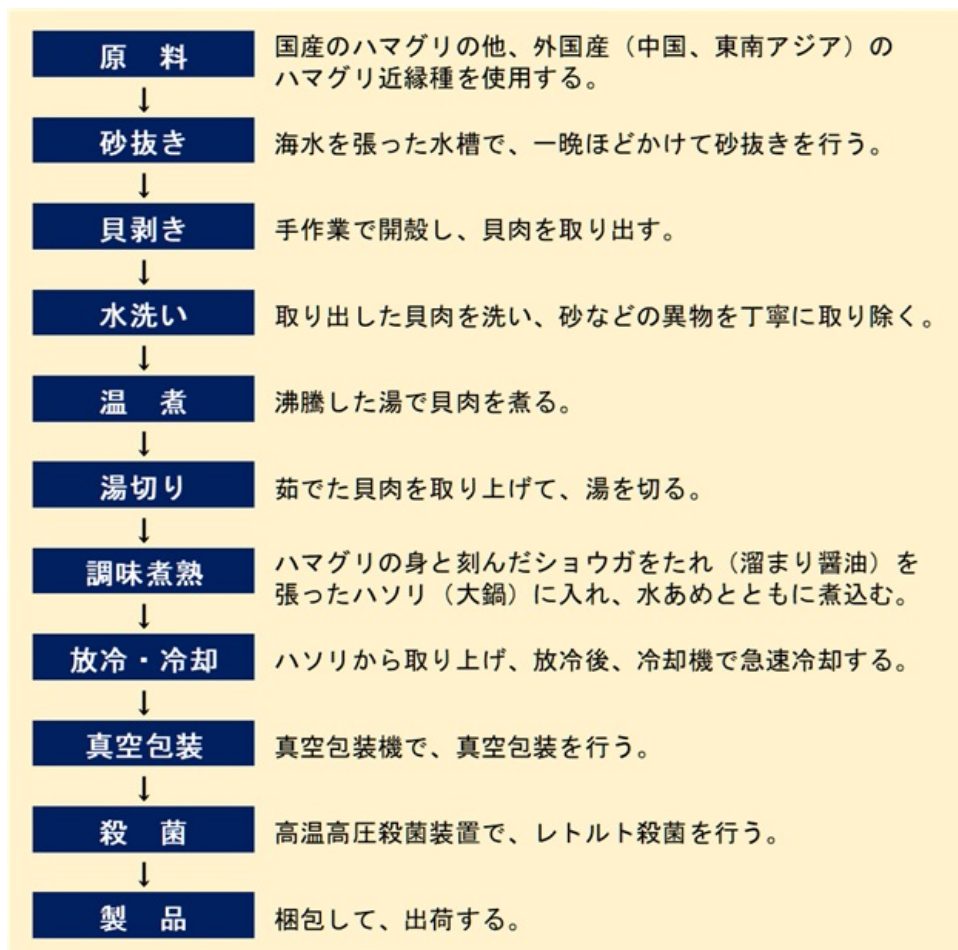 原　料
国産のハマグリの他、外国産（中国、東南アジア）の
ハマグリ近縁種を使用する。
↓
砂抜き
海水を張った水槽で、一晩ほどかけて砂抜きを行う。
↓
貝剥き
手作業で開殻し、貝肉を取り出す。
↓
水洗い
取り出した貝肉を洗い、砂などの異物を丁寧に取り除く。
↓
温　煮
沸騰した湯で貝肉を煮る。
↓
湯切り
茹でた貝肉を取り上げて、湯を切る。
↓
調味煮熟
ハマグリの身と刻んだショウガをたれ（溜まり醤油）を
張ったハソリ（大鍋）に入れ、水あめとともに煮込む。
↓
放冷・冷却
ハソリから取り上げ、放冷後、冷却機で急速冷却する。
↓
真空包装
真空包装機で、真空包装を行う。
↓
殺　菌
高温高圧殺菌装置で、レトルト殺菌を行う。
↓
製　品
梱包して、出荷する。